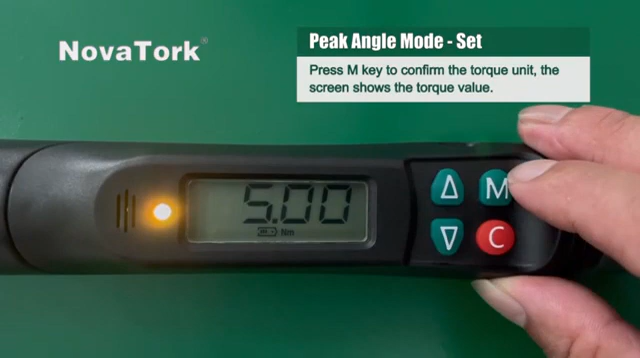 NovaTork®
Peak Angle Mode - Set
Press M key to confirm the torque unit, the
screen shows the torque value.
5.00
Nm
M
C